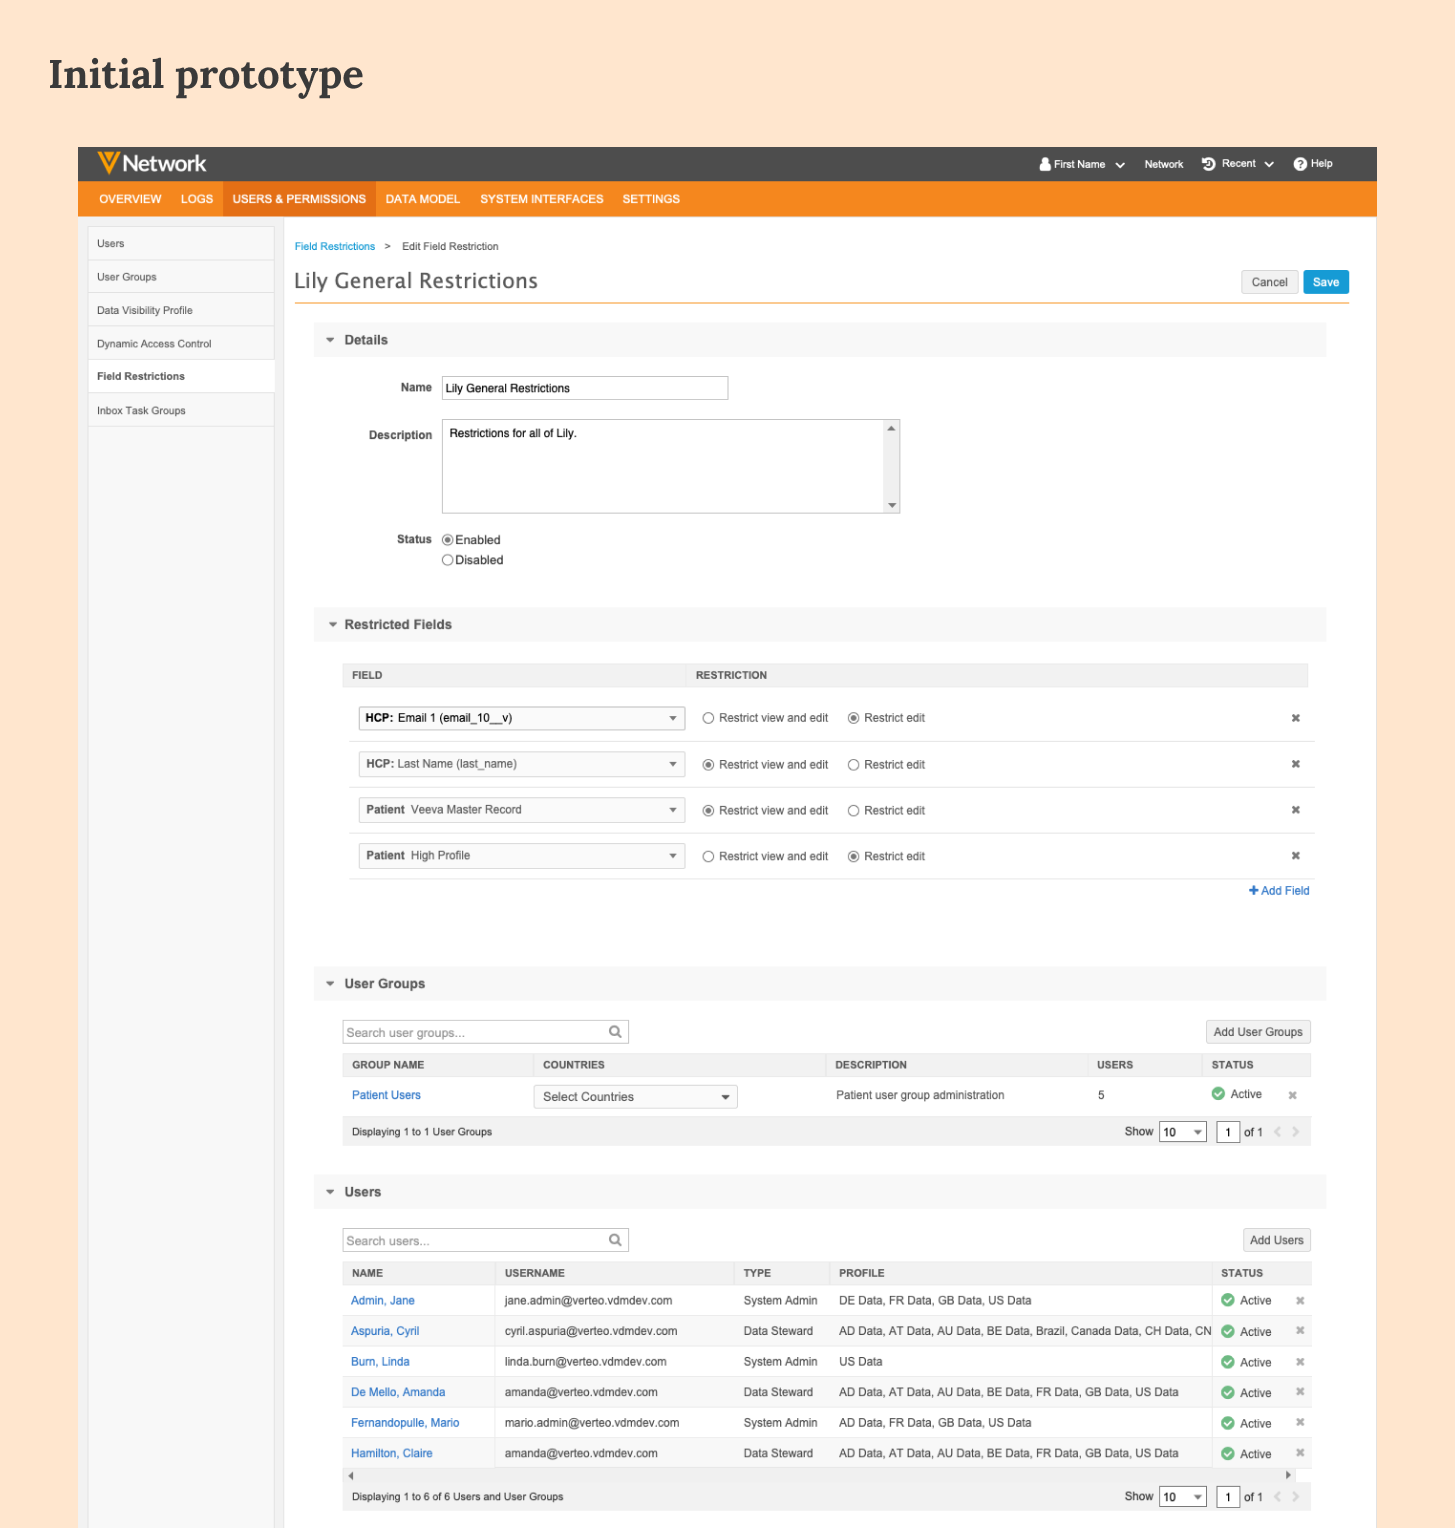 Initial prototype
Network
First Name
Network
Recent
Help
OVERVIEW LOGS USERS & PERMISSIONS DATA MODEL SYSTEM INTERFACES SETTINGS
Users
User Groups
Data Visibility Profile
Dynamic Access Control
Field Restrictions
Inbox Task Groups
Field Restrictions > Edit Field Restriction
Lily General Restrictions
Cancel Save
Details
Name Lily General Restrictions
Description Restrictions for all of Lily.
Status Enabled
Disabled
Restricted Fields
FIELD RESTRICTION
HCP: Email 1 (email_10__v) Restrict view and edit Restrict edit
HCP: Last Name (last_name) Restrict view and edit Restrict edit
Patient Veeva Master Record Restrict view and edit Restrict edit
Patient High Profile Restrict view and edit Restrict edit
+ Add Field
User Groups
Search user groups... Add User Groups
GROUP NAME COUNTRIES DESCRIPTION USERS STATUS
Patient Users Select Countries Patient user group administration 5 Active
Displaying 1 to 1 User Groups Show 10 1 of 1
Users
Search users... Add Users
NAME USERNAME TYPE PROFILE STATUS
Admin, Jane jane.admin@verteo.vdmdev.com System Admin DE Data, FR Data, GB Data, US Data Active
Aspuria, Cyril cyril.aspuria@verteo.vdmdev.com Data Steward AD Data, AT Data, AU Data, BE Data, Brazil, Canada Data, CH Data, CN Active
Burn, Linda linda.burn@verteo.vdmdev.com System Admin US Data Active
De Mello, Amanda amanda@verteo.vdmdev.com Data Steward AD Data, AT Data, AU Data, BE Data, FR Data, GB Data, US Data Active
Fernandopulle, Mario mario.admin@verteo.vdmdev.com System Admin AD Data, FR Data, GB Data, US Data Active
Hamilton, Claire amanda@verteo.vdmdev.com Data Steward AD Data, AT Data, AU Data, BE Data, FR Data, GB Data, US Data Active
Displaying 1 to 6 of 6 Users and User Groups Show 10 1 of 1